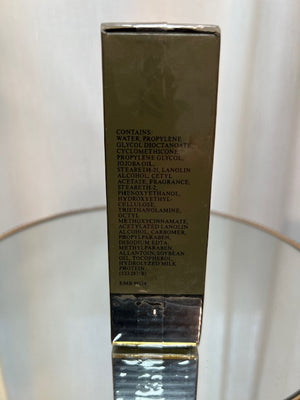 CONTAINS:
WATER, PROPYLENE
GLYCOL DIOCTANOATE,
CYCLOMETHICONE,
PROPYLENE GLYCOL,
JOJOBA OIL,
STEARETH-21, LANOLIN
ALCOHOL, CETYL
ACETATE, FRAGRANCE,
STEARETH-2,
PHENOXYETHANOL,
HYDROXYETHYL-
CELLULOSE,
TRIETHANOLAMINE,
OCTYL
METHOXYCINNAMATE,
ACETYLATED LANOLIN
ALCOHOL, CARBOMER,
PROPYLPARABEN,
DISODIUM EDTA,
METHYLPARABEN,
ALLANTOIN, SOYBEAN
OIL, TOCOPHEROL,
HYDROLYZED MILK
PROTEIN.